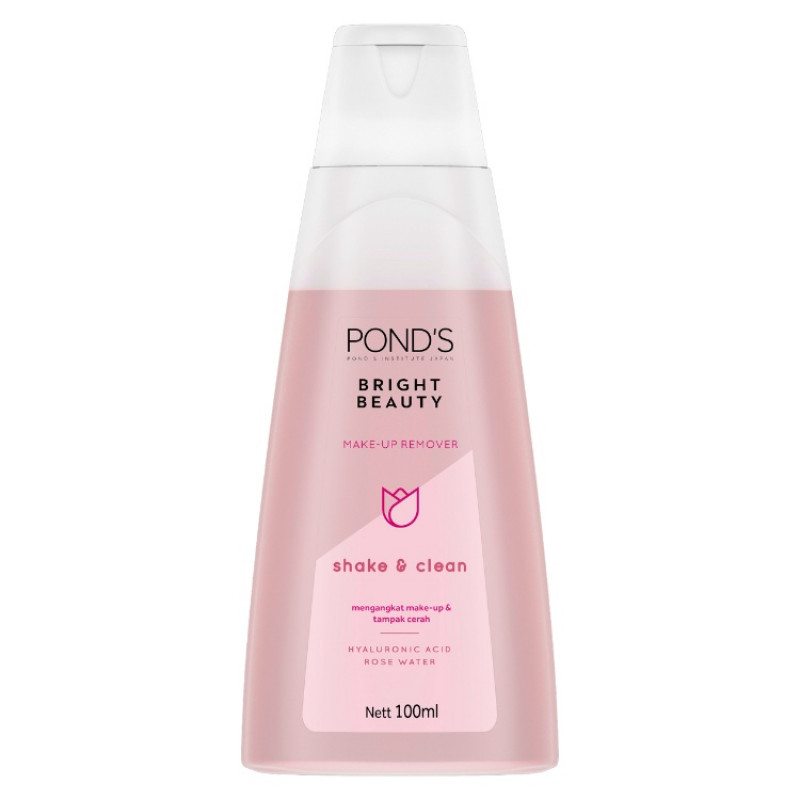 POND'S
POND'S INSTITUTE JAPAN
BRIGHT
BEAUTY
MAKE-UP REMOVER
shake & clean
mengangkat make-up &
tampak cerah
HYALURONIC ACID
ROSE WATER
Nett 100ml